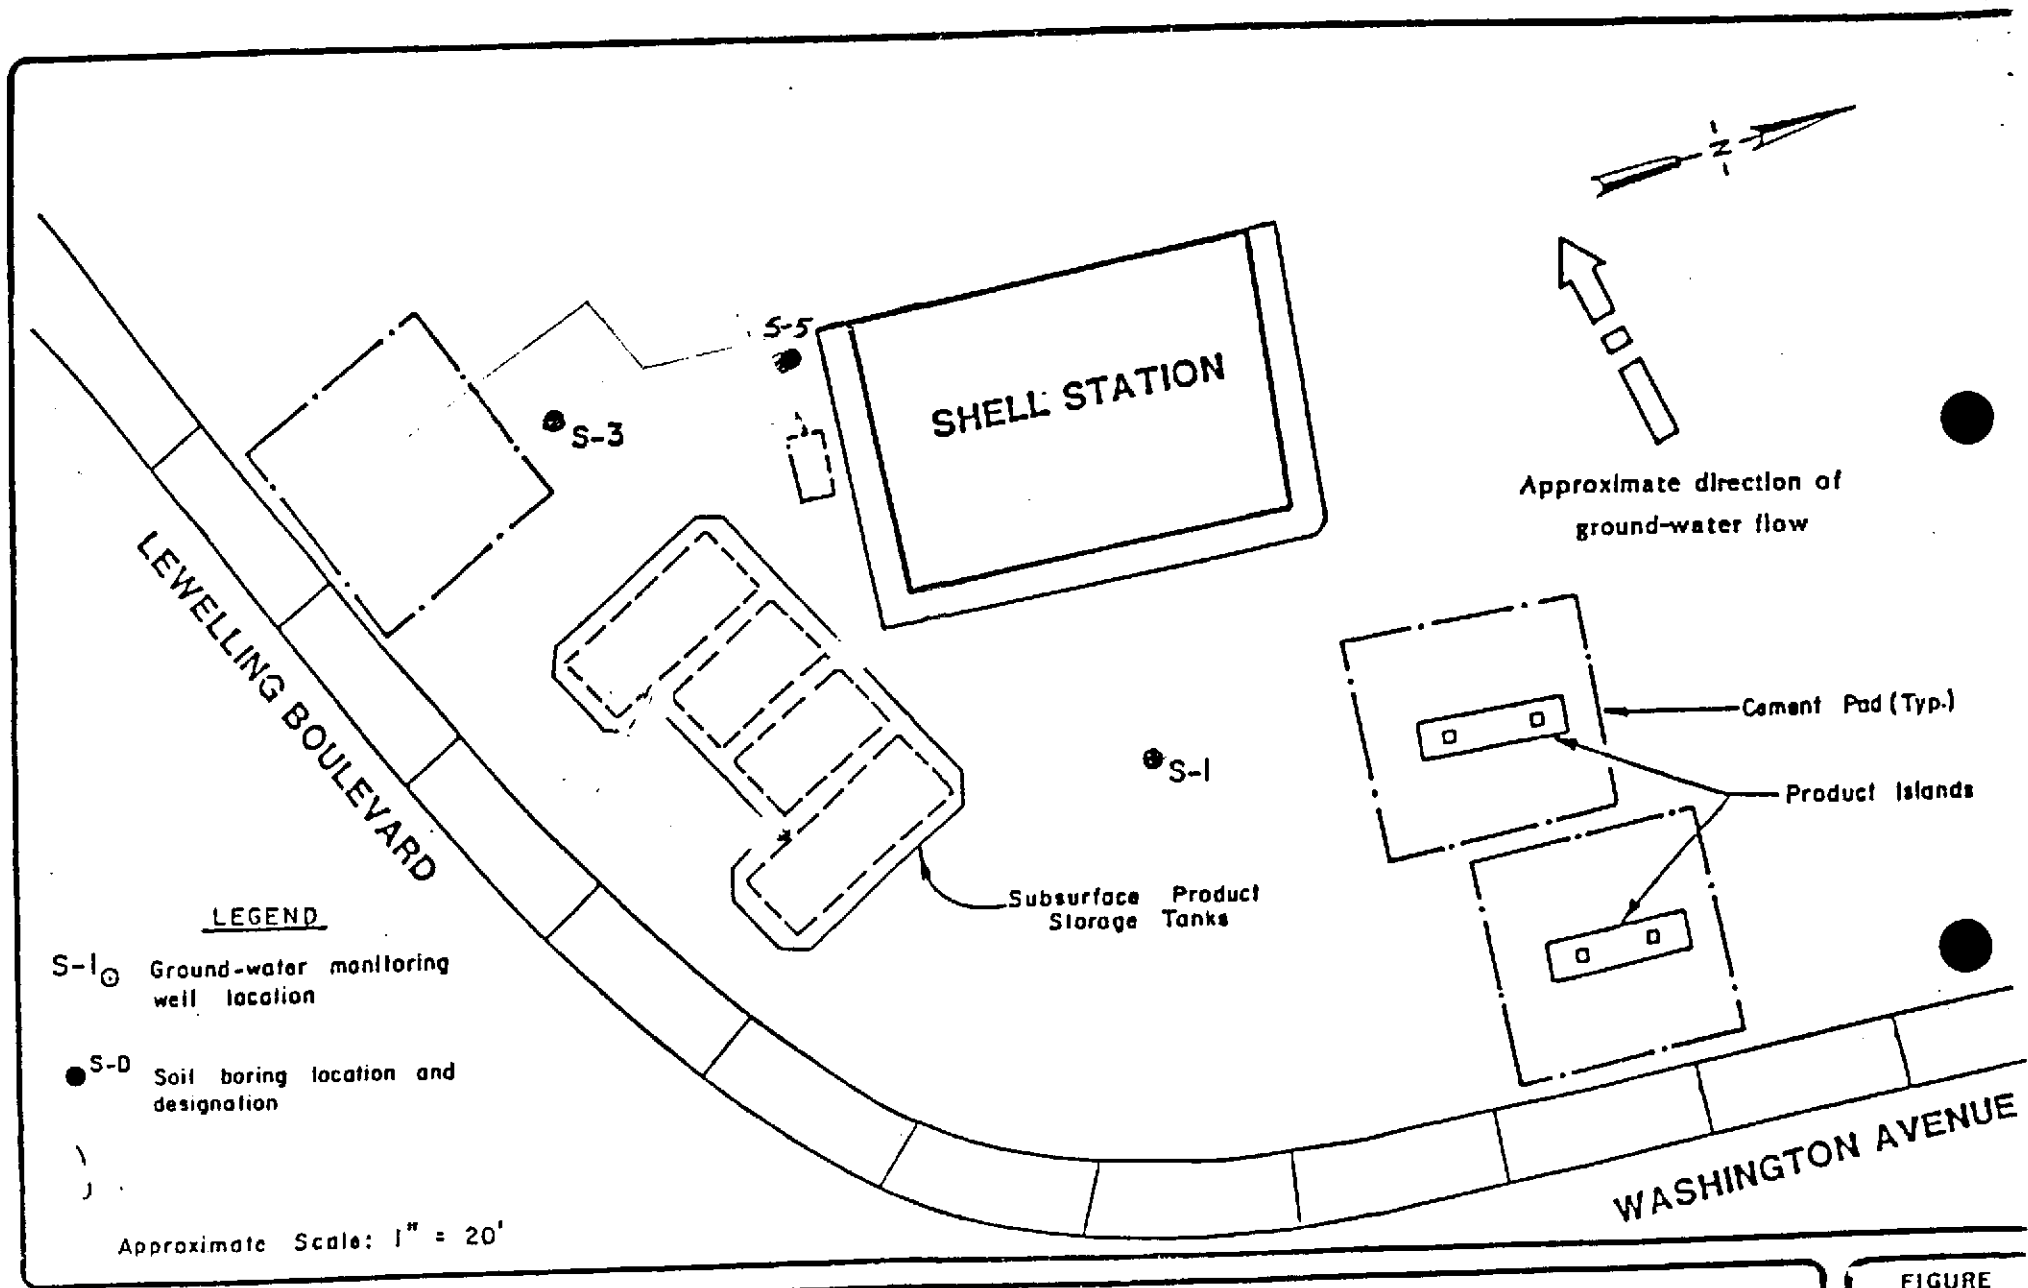 N
S-5
SHELL STATION
S-3
Approximate direction of
ground-water flow
LEWELLING BOULEVARD
Cement Pad (Typ.)
S-1
Product Islands
Subsurface Product
Storage Tanks
LEGEND
S-1 Ground-water monitoring
well location
S-D Soil boring location and
designation
WASHINGTON AVENUE
Approximate Scale: 1" = 20'
FIGURE